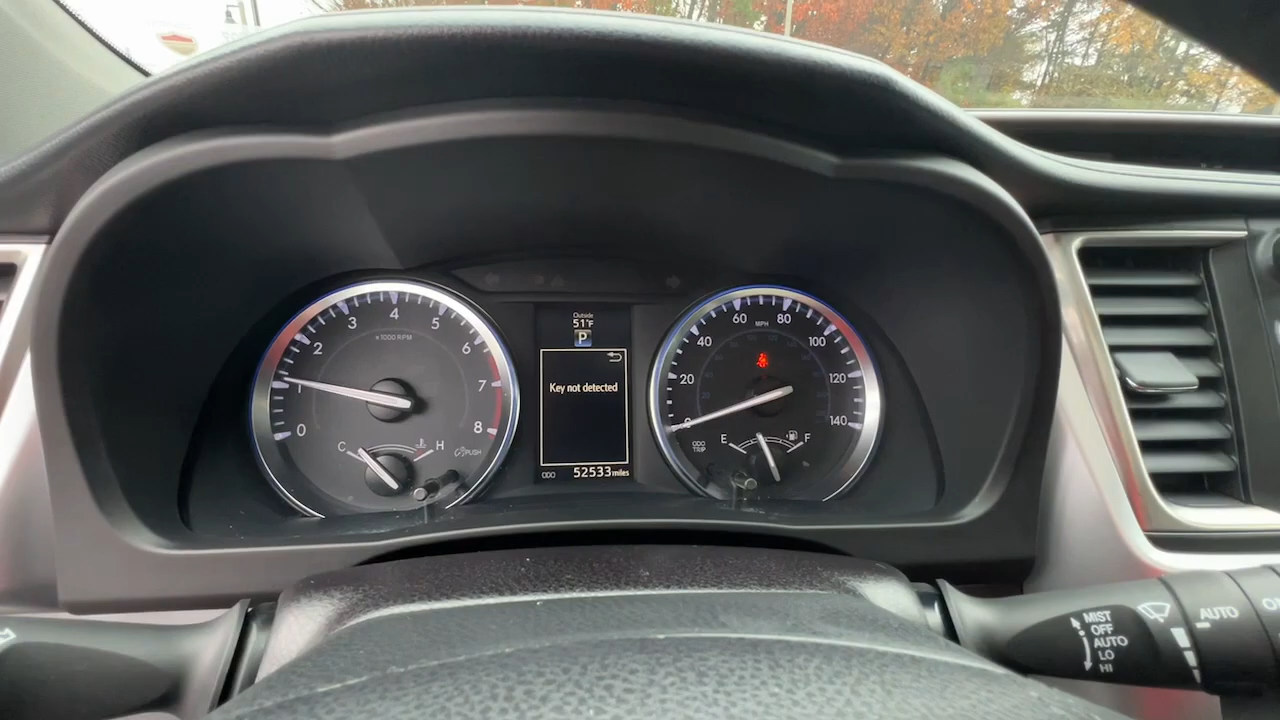 0
1
2
3
4
5
6
7
8
x1000 RPM
C
H
PUSH
Outside
51°F
P
Key not detected
ODO
52533 miles
0
20
40
60
80
100
120
140
MPH
ODO
TRIP
E
F
MIST
OFF
AUTO
LO
HI
AUTO